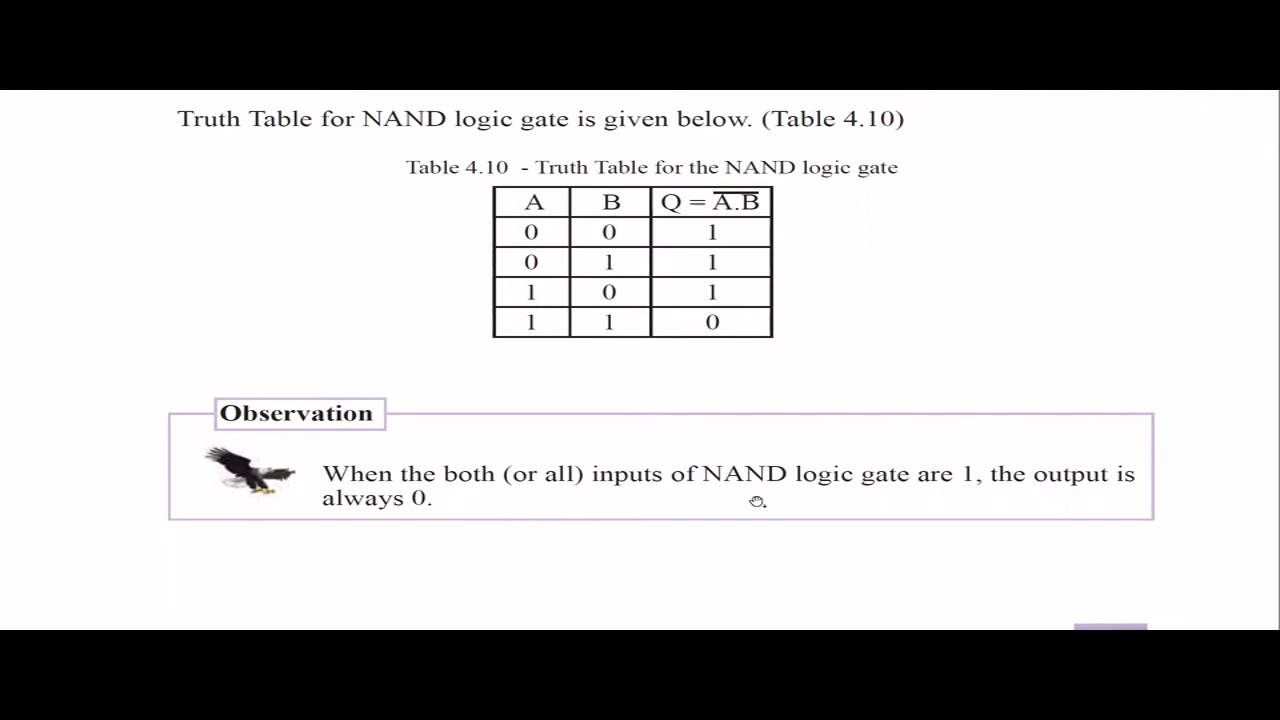 Truth Table for NAND logic gate is given below. (Table 4.10)
Table 4.10 - Truth Table for the NAND logic gate
A B Q = A̅.̅B̅
0 0 1
0 1 1
1 0 1
1 1 0
Observation
When the both (or all) inputs of NAND logic gate are 1, the output is
always 0.